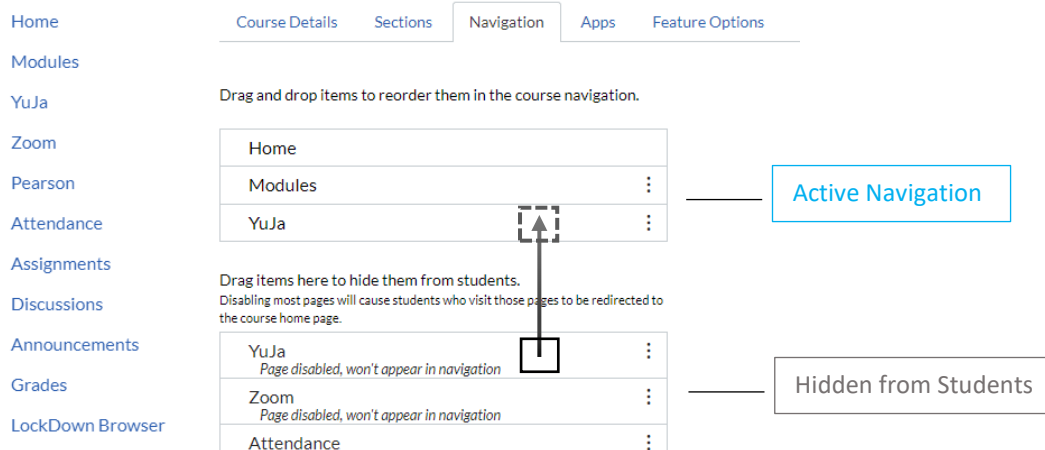 Home
Modules
YuJa
Zoom
Pearson
Attendance
Assignments
Discussions
Announcements
Grades
LockDown Browser
Course Details
Sections
Navigation
Apps
Feature Options
Drag and drop items to reorder them in the course navigation.
Home
Modules
YuJa
Active Navigation
Drag items here to hide them from students.
Disabling most pages will cause students who visit those pages to be redirected to
the course home page.
YuJa
Page disabled, won't appear in navigation
Zoom
Page disabled, won't appear in navigation
Attendance
Hidden from Students